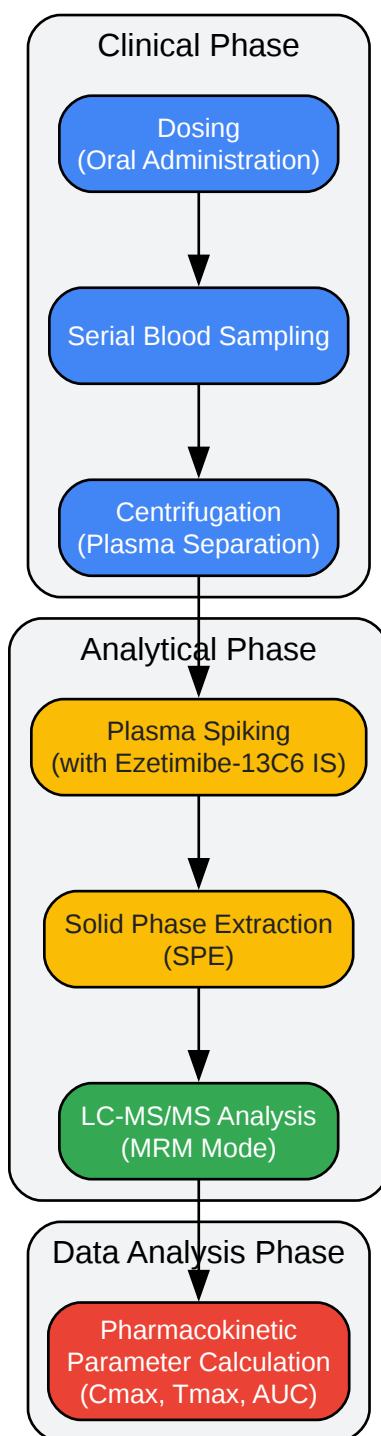 Clinical Phase
Dosing
(Oral Administration)
Serial Blood Sampling
Centrifugation
(Plasma Separation)
Analytical Phase
Plasma Spiking
(with Ezetimibe-13C6 IS)
Solid Phase Extraction
(SPE)
LC-MS/MS Analysis
(MRM Mode)
Data Analysis Phase
Pharmacokinetic
Parameter Calculation
(Cmax, Tmax, AUC)